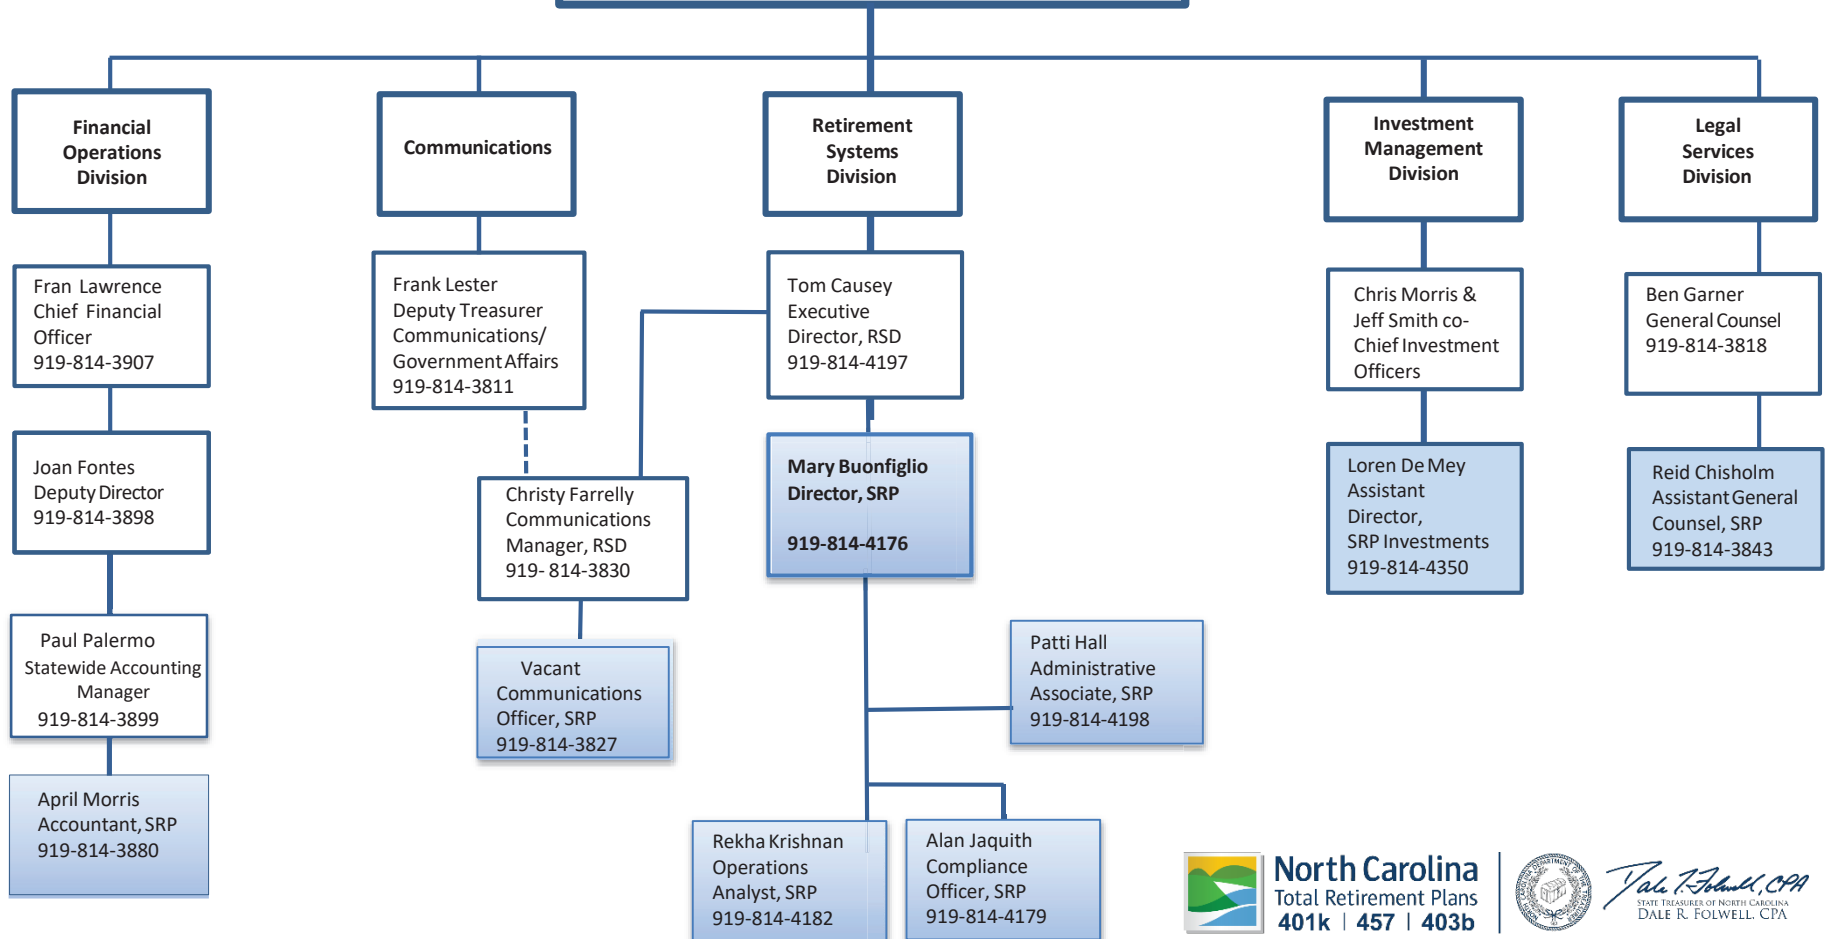 Financial
Operations
Division
Communications
Retirement
Systems
Division
Investment
Management
Division
Legal
Services
Division
Fran Lawrence
Chief Financial
Officer
919-814-3907
Frank Lester
Deputy Treasurer
Communications/
Government Affairs
919-814-3811
Tom Causey
Executive
Director, RSD
919-814-4197
Chris Morris &
Jeff Smith co-
Chief Investment
Officers
Ben Garner
General Counsel
919-814-3818
Joan Fontes
Deputy Director
919-814-3898
Christy Farrelly
Communications
Manager, RSD
919- 814-3830
Mary Buonfiglio
Director, SRP
919-814-4176
Loren De Mey
Assistant
Director,
SRP Investments
919-814-4350
Reid Chisholm
Assistant General
Counsel, SRP
919-814-3843
Paul Palermo
Statewide Accounting
Manager
919-814-3899
Vacant
Communications
Officer, SRP
919-814-3827
Patti Hall
Administrative
Associate, SRP
919-814-4198
April Morris
Accountant, SRP
919-814-3880
Rekha Krishnan
Operations
Analyst, SRP
919-814-4182
Alan Jaquith
Compliance
Officer, SRP
919-814-4179
North Carolina
Total Retirement Plans
401k | 457 | 403b
Dale R. Folwell, CPA
STATE TREASURER OF NORTH CAROLINA
DALE R. FOLWELL, CPA